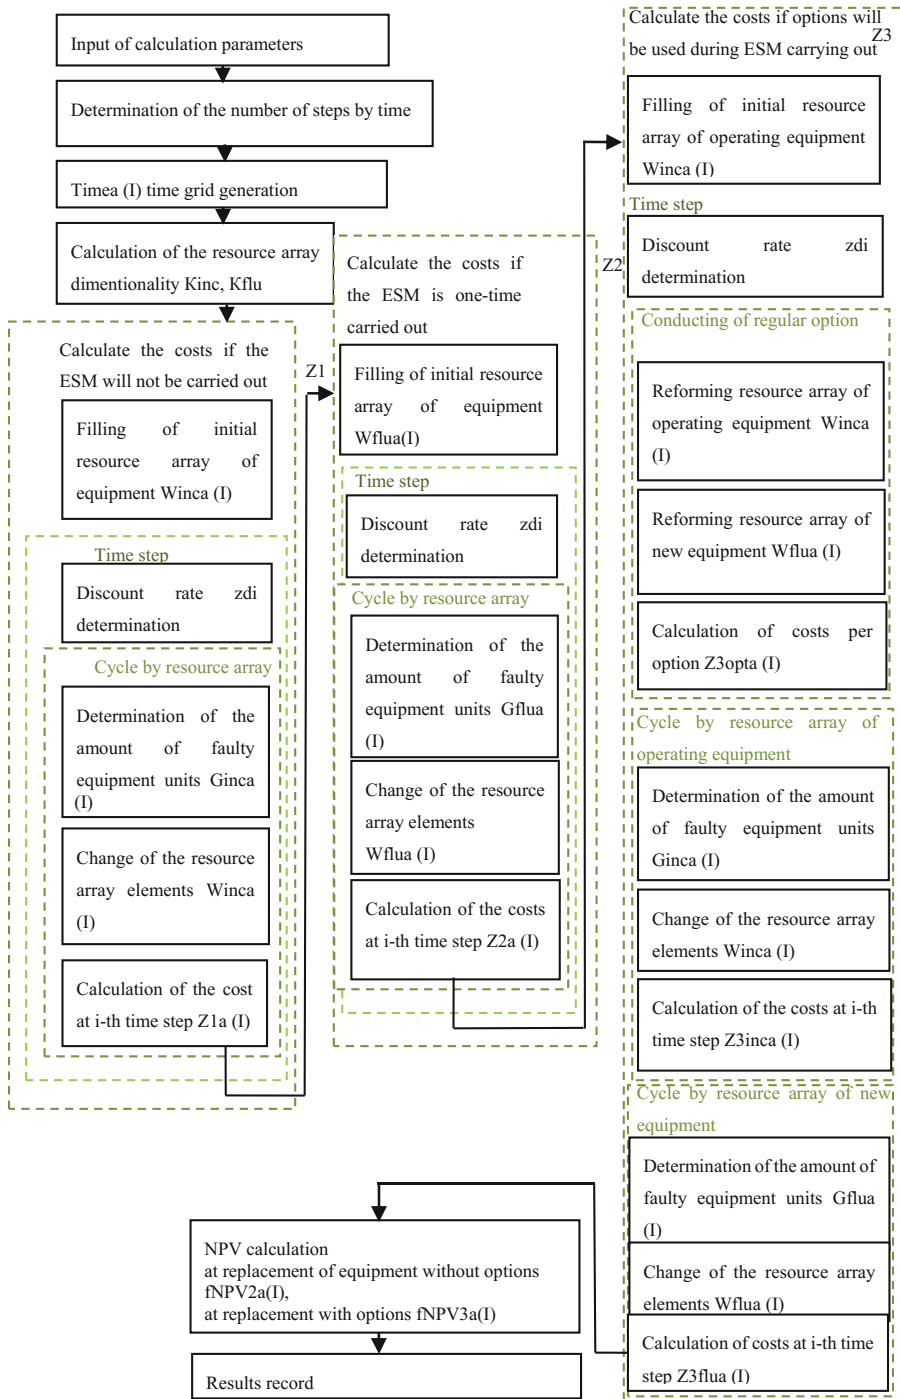 Input of calculation parameters
Determination of the number of steps by time
Timea (I) time grid generation
Calculation of the resource array
dimentionality Kinc, Kflu
Calculate the costs if the
ESM will not be carried out
Filling of initial
resource array of
equipment Winca (I)
Time step
Discount rate zdi
determination
Cycle by resource array
Determination of the
amount of faulty
equipment units Ginca
(I)
Change of the resource
array elements Winca
(I)
Calculation of the cost
at i-th time step Z1a (I)
Z1
Calculate the costs if
the ESM is one-time
carried out
Filling of initial resource
array of equipment
Wflua(I)
Time step
Discount rate zdi
determination
Cycle by resource array
Determination of the
amount of faulty
equipment units Gflua
(I)
Change of the resource
array elements
Wflua (I)
Calculation of the costs
at i-th time step Z2a (I)
Z2
Calculate the costs if options will
be used during ESM carrying out
Z3
Filling of initial resource
array of operating equipment
Winca (I)
Time step
Discount rate zdi
determination
Conducting of regular option
Reforming resource array of
operating equipment Winca
(I)
Reforming resource array of
new equipment Wflua (I)
Calculation of costs per
option Z3opta (I)
Cycle by resource array of
operating equipment
Determination of the amount
of faulty equipment units
Ginca (I)
Change of the resource array
elements Winca (I)
Calculation of the costs at i-th
time step Z3inca (I)
Cycle by resource array of new
equipment
Determination of the amount of
faulty equipment units Gflua
(I)
Change of the resource array
elements Wflua (I)
Calculation of costs at i-th time
step Z3flua (I)
NPV calculation
at replacement of equipment without options
fNPV2a(I),
at replacement with options fNPV3a(I)
Results record